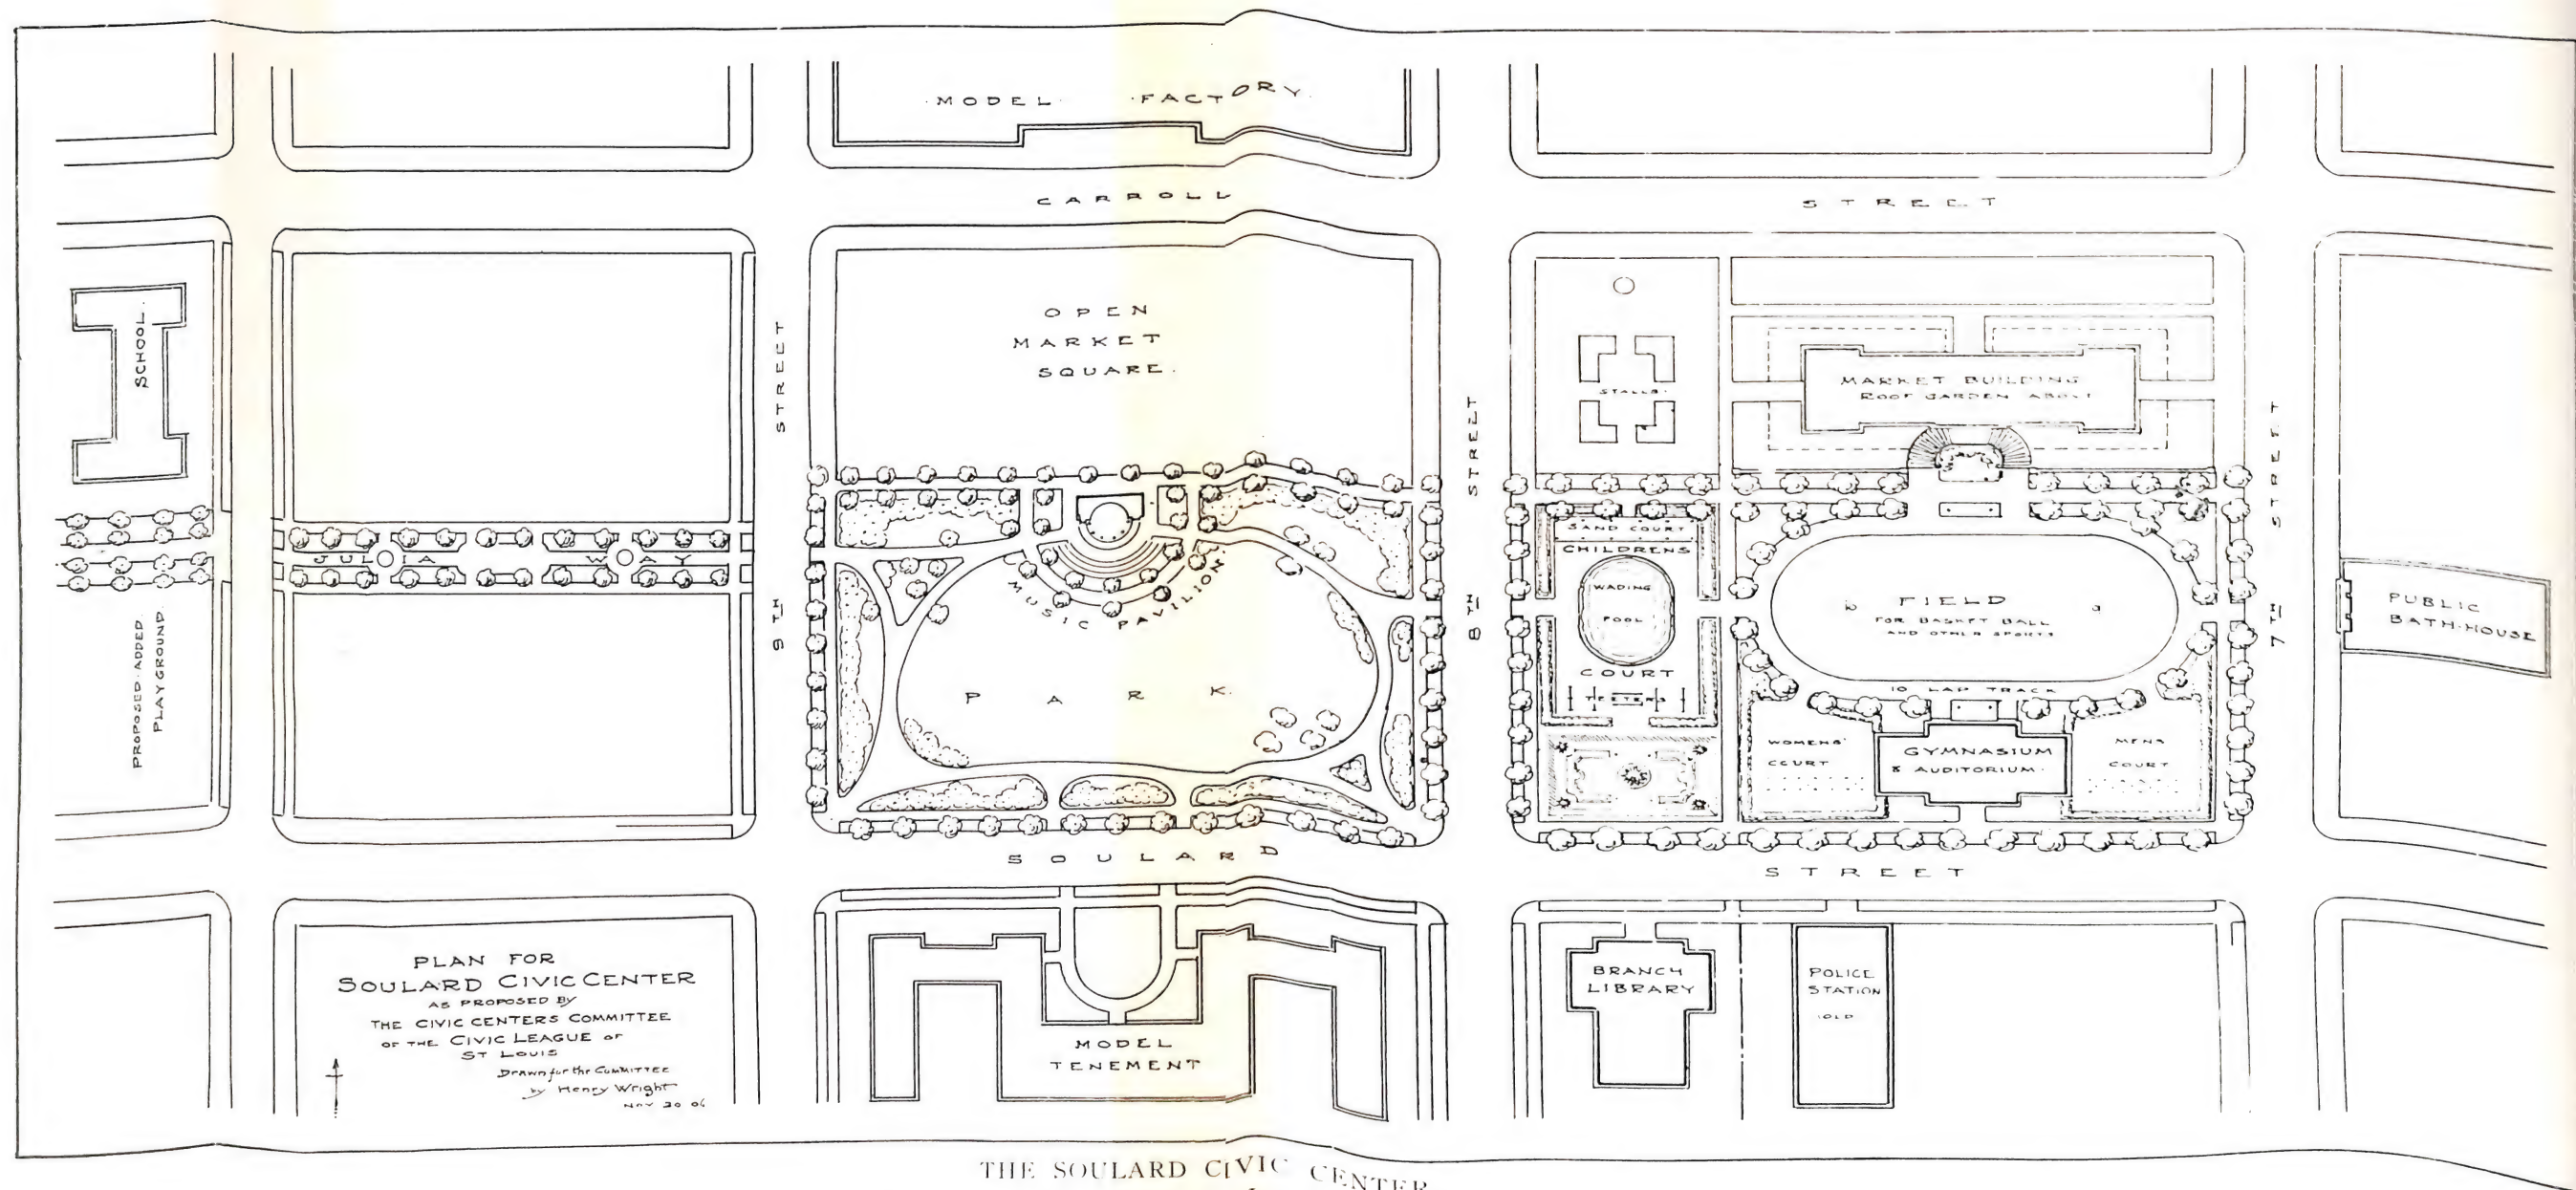 MODEL FACTORY
CARROLL STREET
SCHOOL.
PROPOSED ADDED
PLAYGROUND
JULIA WAY
9TH STREET
OPEN
MARKET
SQUARE.
MUSIC PAVILION
PARK.
8TH STREET
STALLS.
MARKET BUILDING
ROOF GARDEN ABOVE
SAND COURT
CHILDRENS
WADING
POOL
COURT
FIELD
FOR BASKET BALL
AND OTHER SPORTS
10 LAP TRACK
WOMENS'
COURT
GYMNASIUM
& AUDITORIUM.
MENS
COURT
7TH STREET
PUBLIC
BATH-HOUSE
SOULARD STREET
PLAN FOR
SOULARD CIVIC CENTER
AS PROPOSED BY
THE CIVIC CENTERS COMMITTEE
OF THE CIVIC LEAGUE OF
ST LOUIS
Drawn for the Committee
by Henry Wright
Nov 30 06
MODEL
TENEMENT
BRANCH
LIBRARY
POLICE
STATION
OLD
THE SOULARD CIVIC CENTER